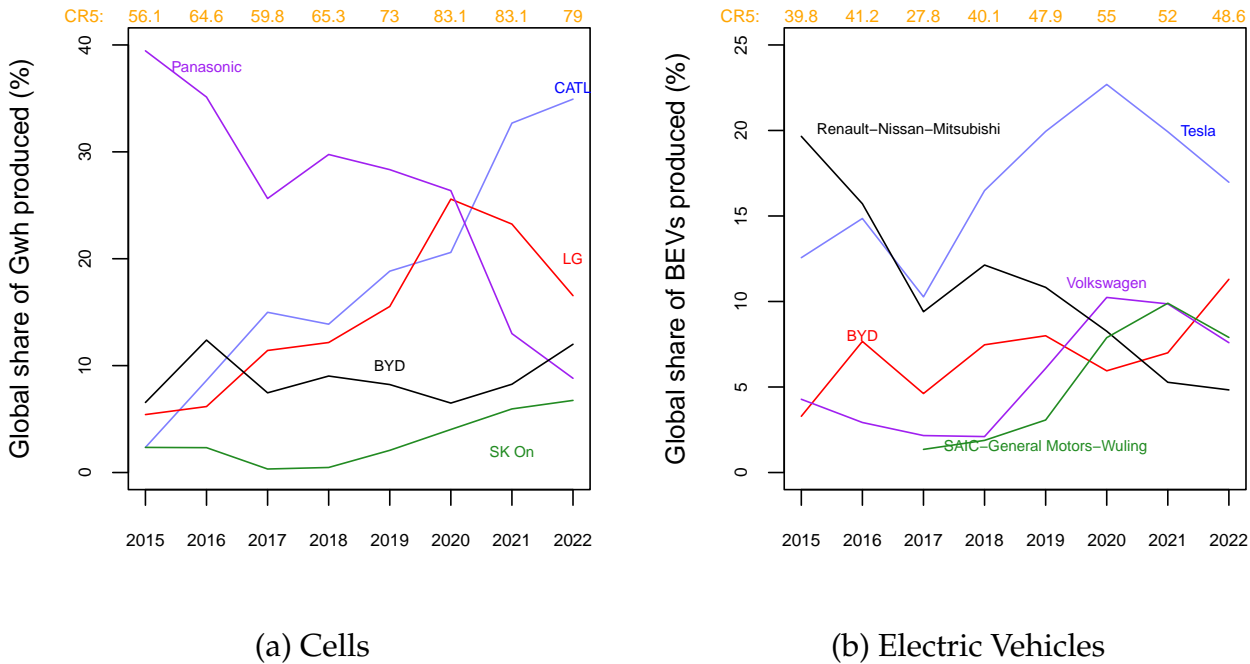 CR5: 56.1 64.6 59.8 65.3 73 83.1 83.1 79
Global share of Gwh produced (%)
40
30
20
10
0
Panasonic
CATL
LG
BYD
SK On
2015 2016 2017 2018 2019 2020 2021 2022
(a) Cells
CR5: 39.8 41.2 27.8 40.1 47.9 55 52 48.6
Global share of BEVs produced (%)
25
20
15
10
5
0
Renault−Nissan−Mitsubishi
Tesla
Volkswagen
BYD
SAIC−General Motors−Wuling
2015 2016 2017 2018 2019 2020 2021 2022
(b) Electric Vehicles